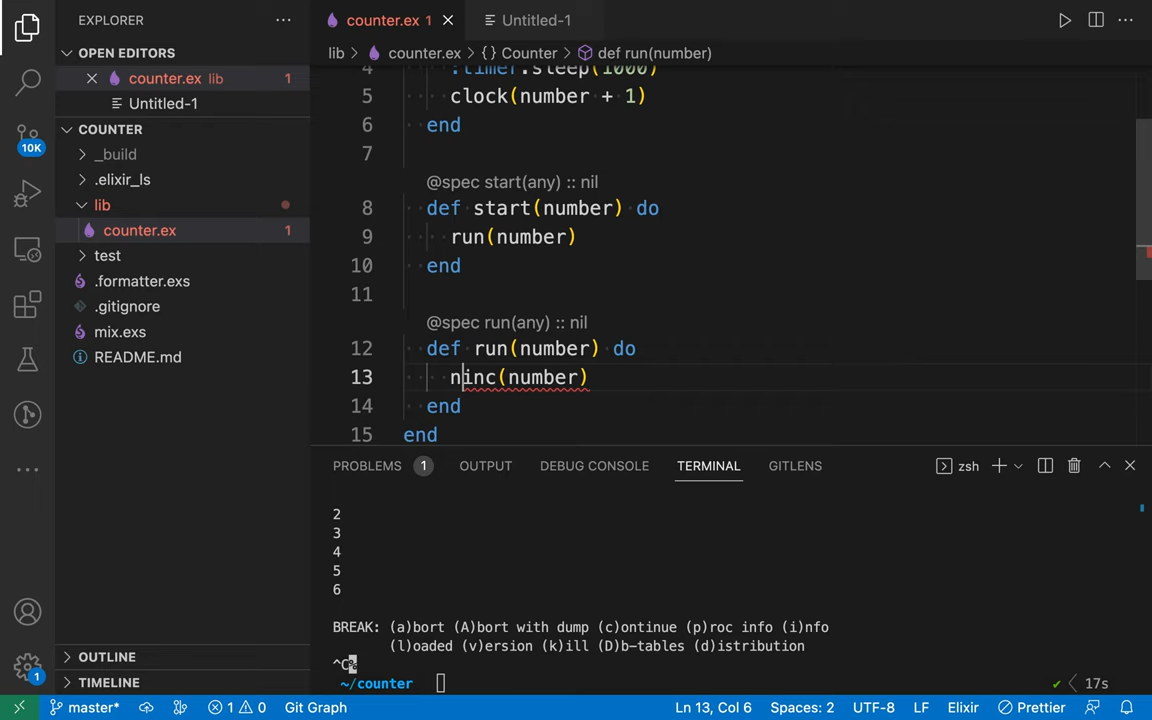 EXPLORER
OPEN EDITORS
counter.ex lib 1
Untitled-1
COUNTER
_build
.elixir_ls
lib
counter.ex 1
test
.formatter.exs
.gitignore
mix.exs
README.md
OUTLINE
TIMELINE
10K
1
counter.ex 1
Untitled-1
lib > counter.ex > {} Counter > def run(number)
4 :timer.sleep(1000)
5 clock(number + 1)
6 end
7
@spec start(any) :: nil
8 def start(number) do
9 run(number)
10 end
11
@spec run(any) :: nil
12 def run(number) do
13 ninc(number)
14 end
15 end
PROBLEMS 1 OUTPUT DEBUG CONSOLE TERMINAL GITLENS zsh
2
3
4
5
6
BREAK: (a)bort (A)bort with dump (c)ontinue (p)roc info (i)nfo
(l)oaded (v)ersion (k)ill (D)b-tables (d)istribution
^C%
~/counter 17s
master* 1 0 Git Graph Ln 13, Col 6 Spaces: 2 UTF-8 LF Elixir Prettier